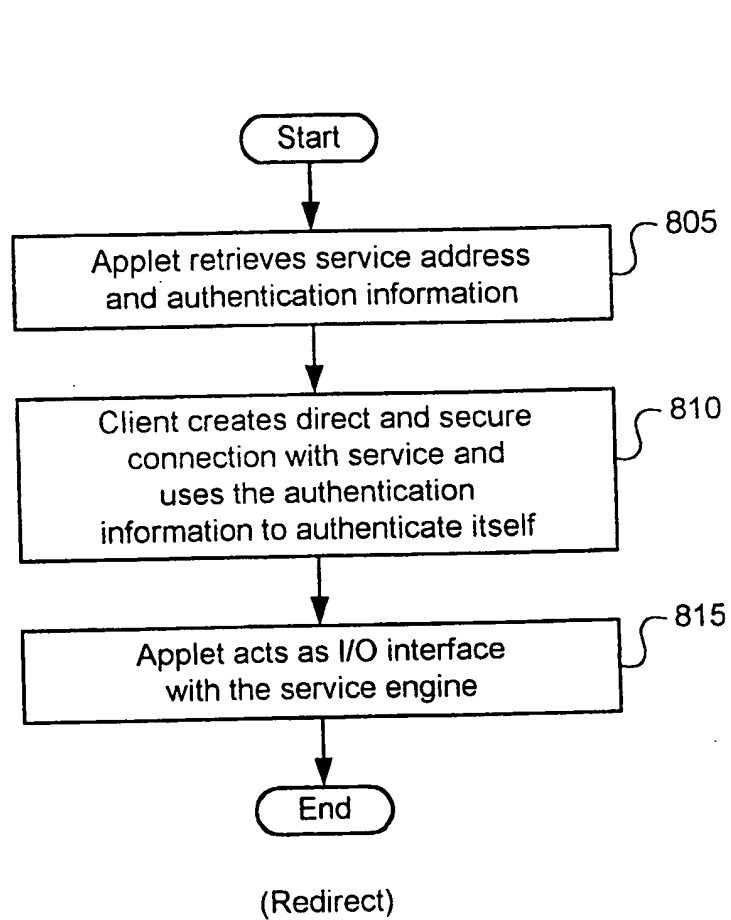 Start
805
Applet retrieves service address
and authentication information
810
Client creates direct and secure
connection with service and
uses the authentication
information to authenticate itself
815
Applet acts as I/O interface
with the service engine
End
(Redirect)